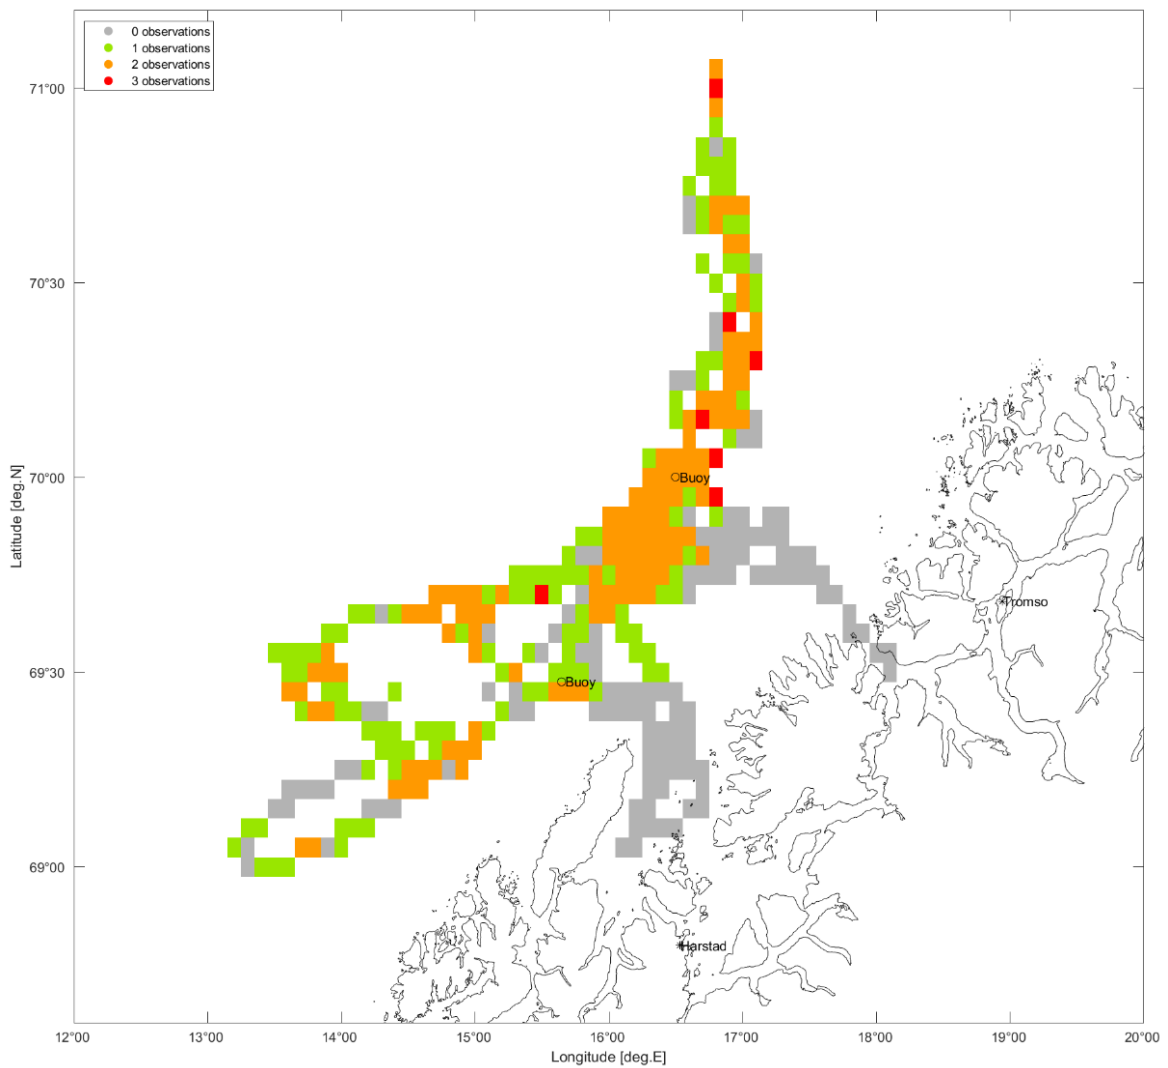 0 observations
1 observations
2 observations
3 observations
71°00
70°30
70°00
69°30
69°00
Latitude [deg.N]
Buoy
Tromso
Buoy
Harstad
12°00 13°00 14°00 15°00 16°00 17°00 18°00 19°00 20°00
Longitude [deg.E]